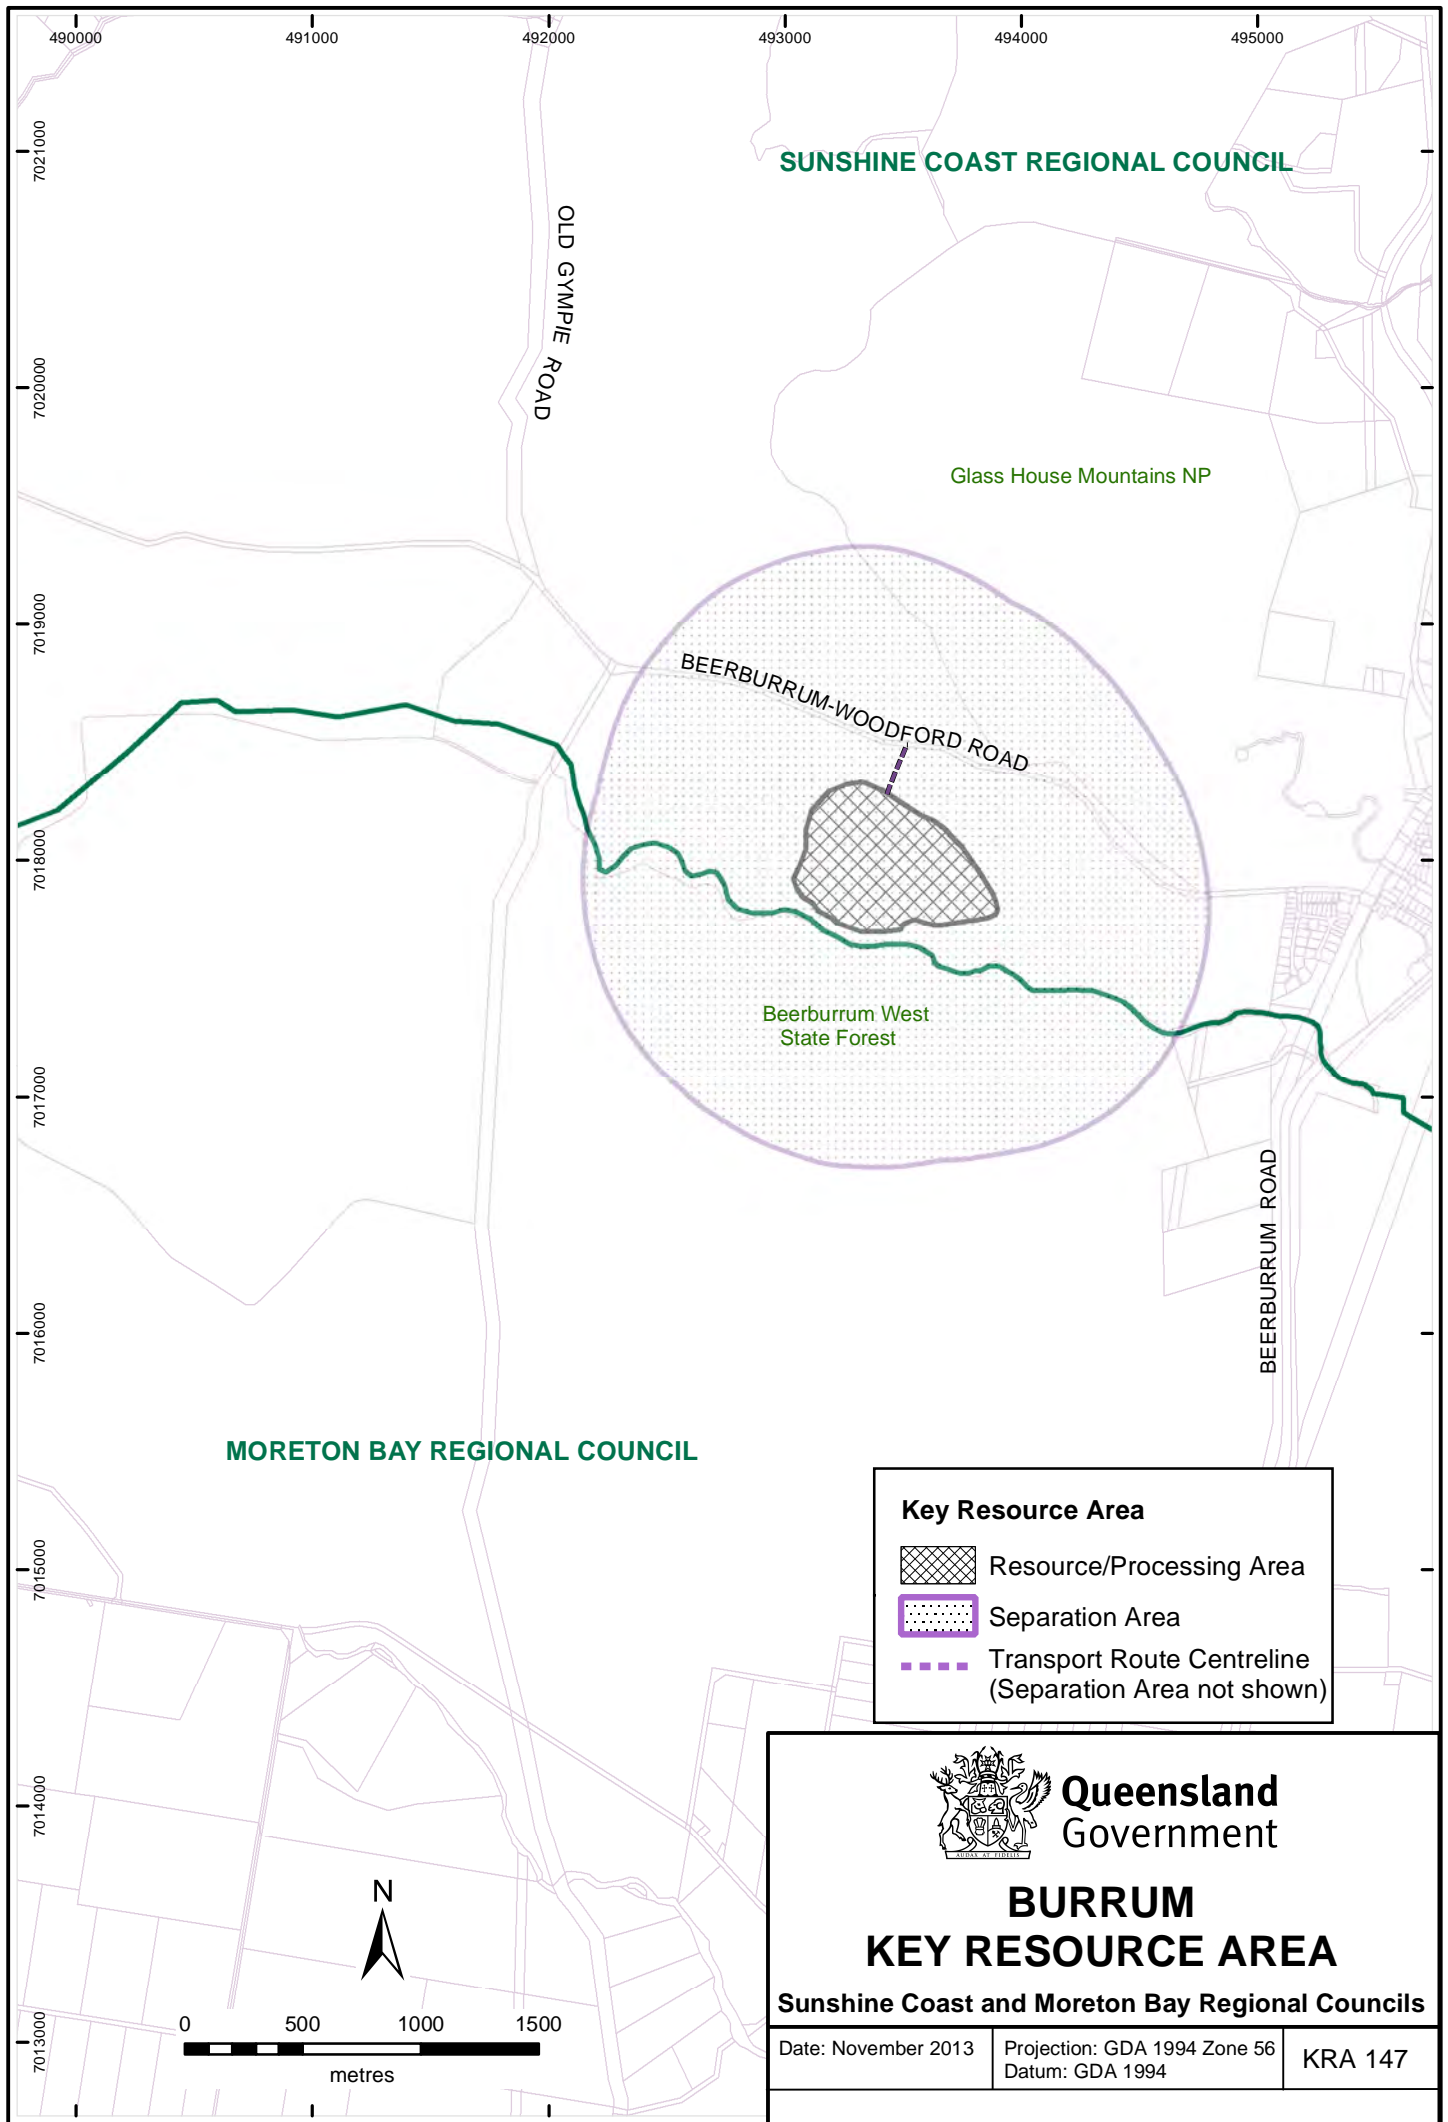 490000
491000
492000
493000
494000
495000
7021000
7020000
7019000
7018000
7017000
7016000
7015000
7014000
7013000
SUNSHINE COAST REGIONAL COUNCIL
OLD GYMPIE ROAD
Glass House Mountains NP
BEERBURRUM-WOODFORD ROAD
Beerburrum West
State Forest
BEERBURRUM ROAD
MORETON BAY REGIONAL COUNCIL
Key Resource Area
Resource/Processing Area
Separation Area
Transport Route Centreline
(Separation Area not shown)
AUDAX AT FIDELIS
Queensland
Government
BURRUM
KEY RESOURCE AREA
Sunshine Coast and Moreton Bay Regional Councils
Date: November 2013
Projection: GDA 1994 Zone 56
Datum: GDA 1994
KRA 147
N
0 500 1000 1500
metres